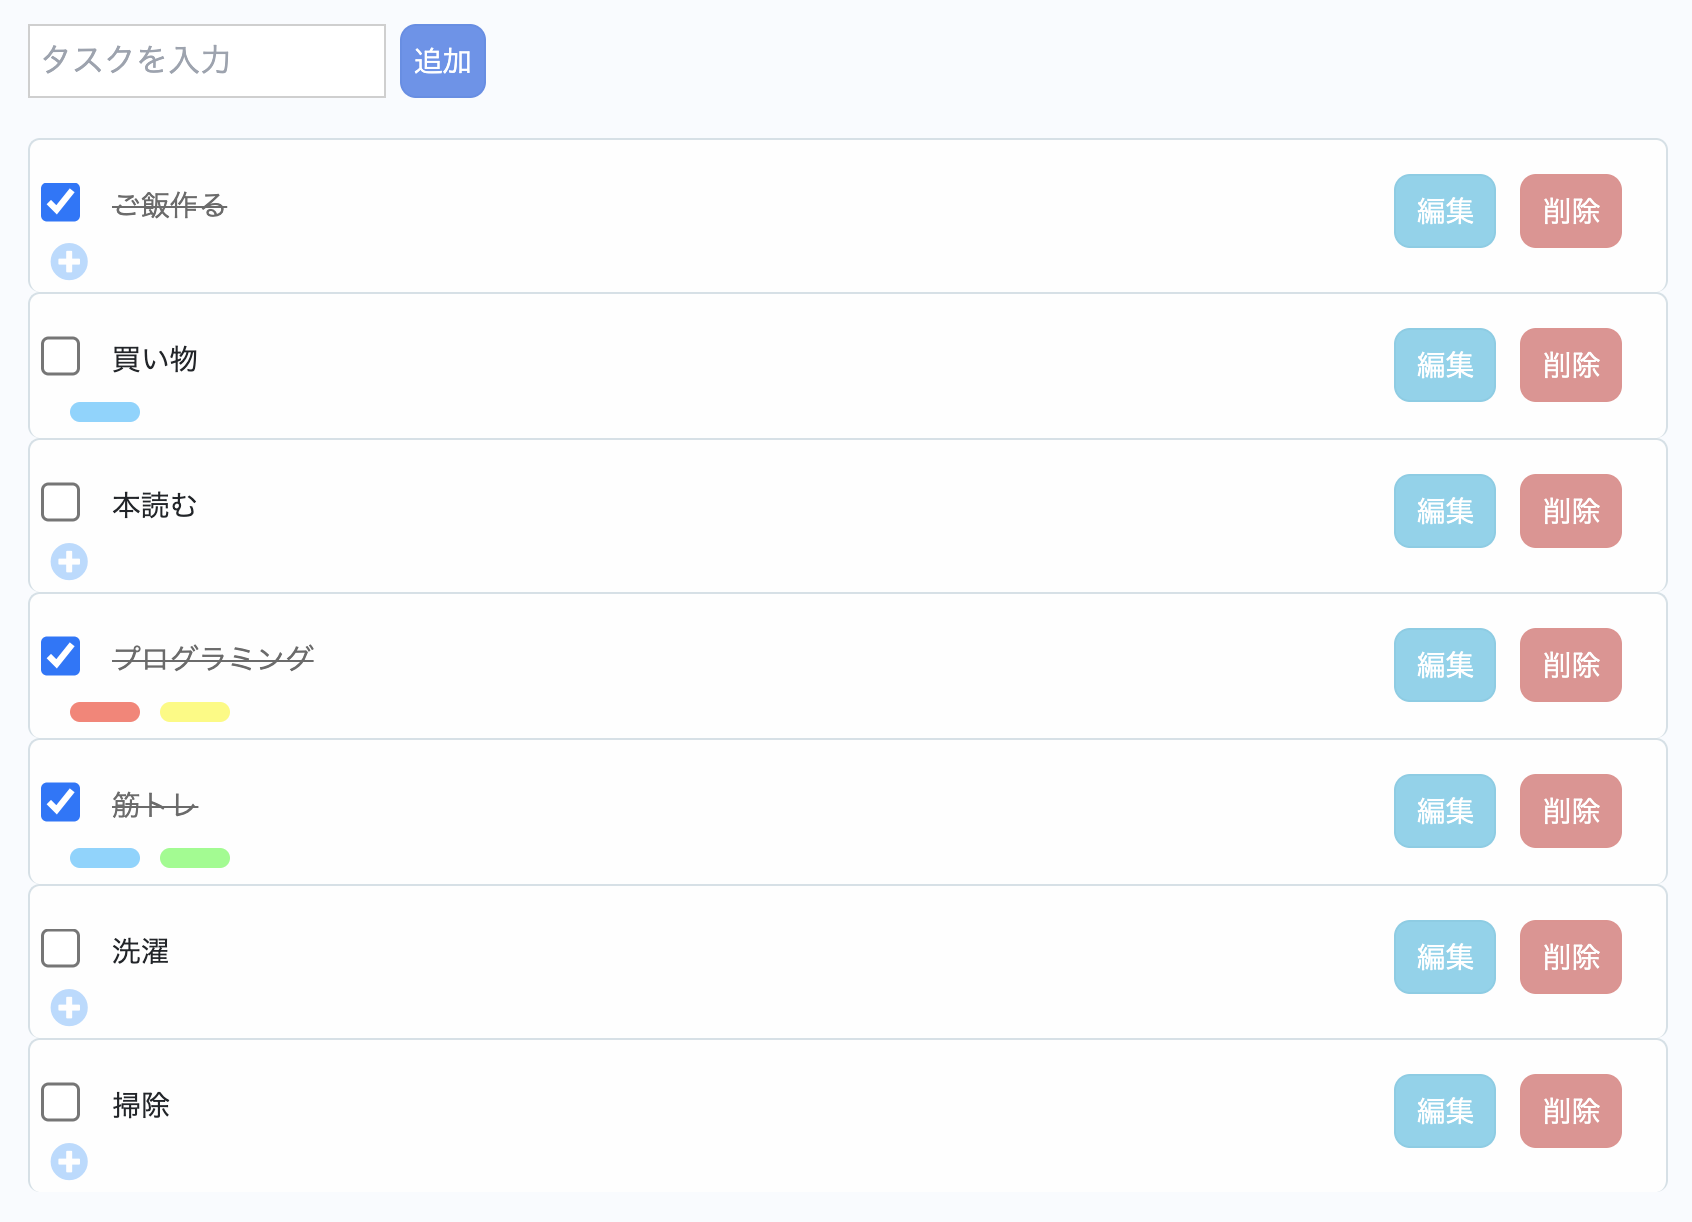 タスクを入力 追加
ご飯作る 編集 削除
買い物 編集 削除
本読む 編集 削除
プログラミング 編集 削除
筋トレ 編集 削除
洗濯 編集 削除
掃除 編集 削除